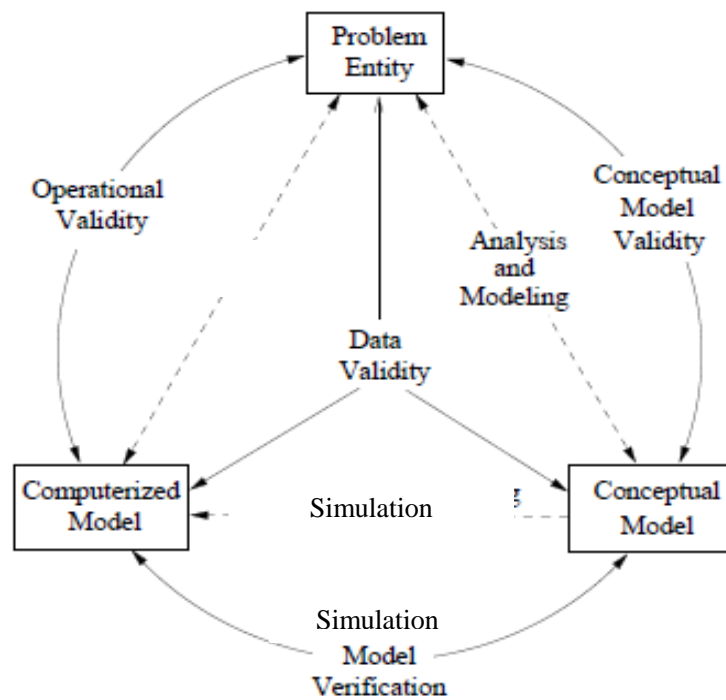 Problem
Entity
Operational
Validity
Conceptual
Model
Validity
Analysis
and
Modeling
Data
Validity
Computerized
Model
Simulation
g
Conceptual
Model
Simulation
Model
Verification